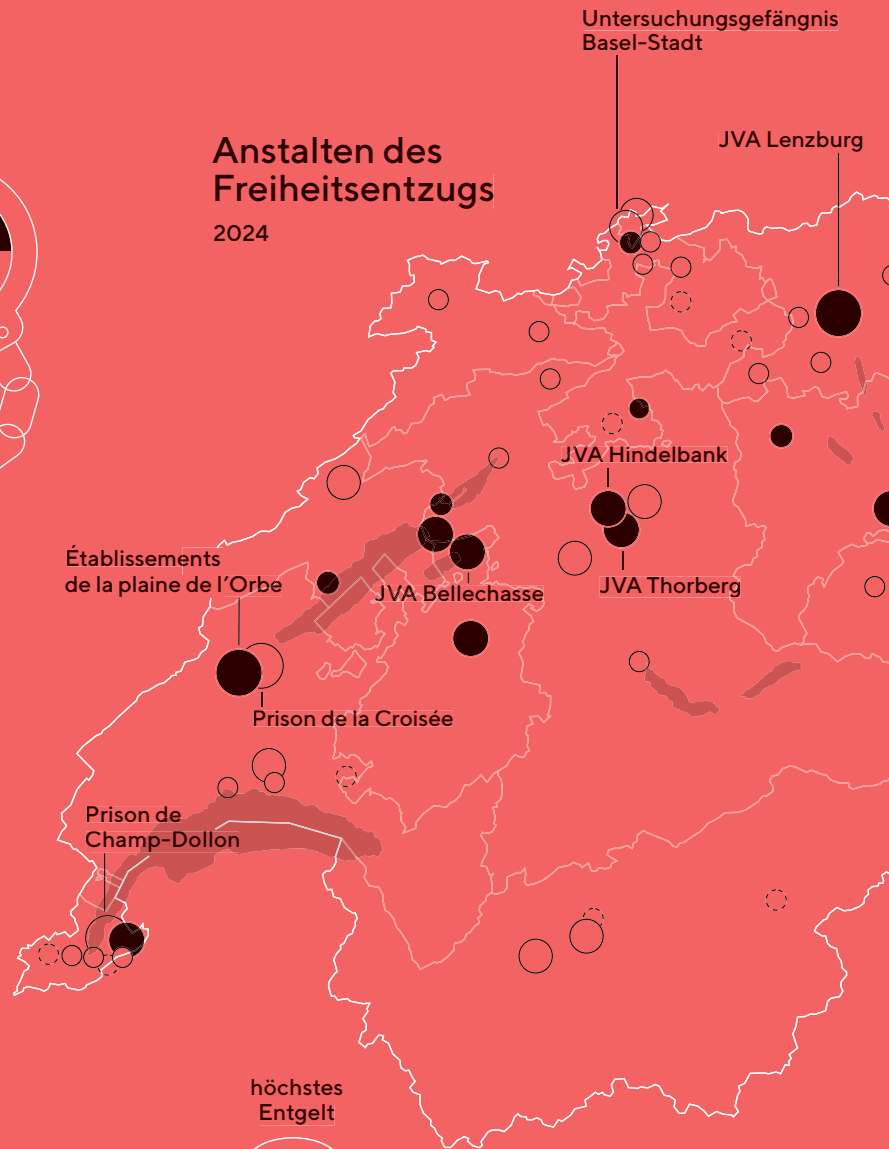 Untersuchungsgefängnis
Basel-Stadt
JVA Lenzburg
Anstalten des
Freiheitsentzugs
2024
JVA Hindelbank
Établissements
de la plaine de l'Orbe
JVA Bellechasse
JVA Thorberg
Prison de la Croisée
Prison de
Champ-Dollon
höchstes
Entgelt